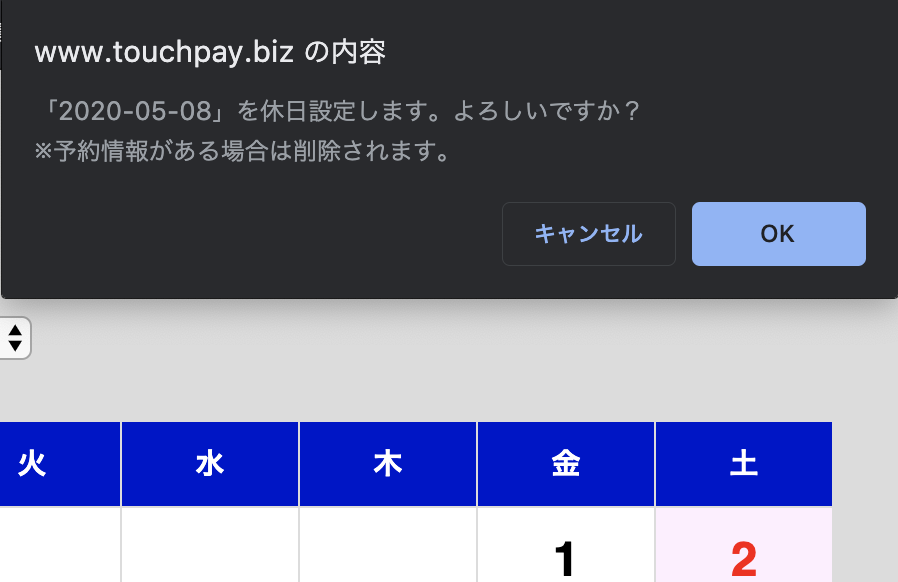 www.touchpay.biz の内容
「2020-05-08」を休日設定します。よろしいですか？
※予約情報がある場合は削除されます。
キャンセル OK
火 水 木 金 土
1 2